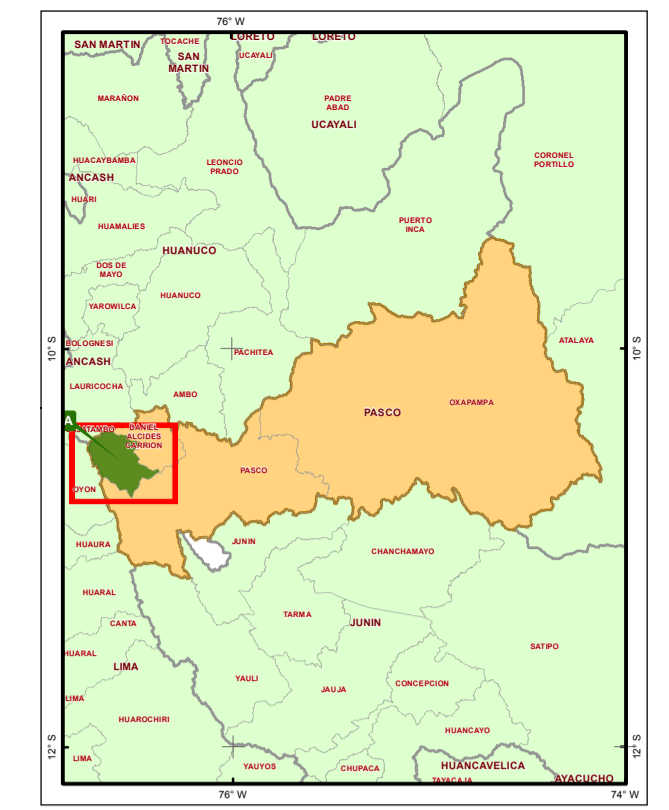 76° W
SAN MARTIN
TOCACHE
LORETO
LORETO
SAN
MARTIN
UCAYALI
MARAÑON
PADRE
ABAD
UCAYALI
HUACAYBAMBA
LEONCIO
PRADO
CORONEL
PORTILLO
ANCASH
HUARI
HUAMALIES
PUERTO
INCA
HUANUCO
DOS DE
MAYO
HUANUCO
YAROWILCA
BOLOGNESI
10° S
10° S
PACHITEA
ATALAYA
ANCASH
LAURICOCHA
AMBO
OXAPAMPA
PASCO
A
DANIEL
ALCIDES
CARRION
PASCO
OYON
HUAURA
JUNIN
CHANCHAMAYO
HUARAL
TARMA
CANTA
JUNIN
HUARAL
SATIPO
LIMA
YAULI
JAUJA
CONCEPCION
LIMA
HUAROCHIRI
HUANCAYO
12° S
12° S
LIMA
YAUYOS
CHUPACA
HUANCAVELICA
TAYACAJA
AYACUCHO
76° W
74° W